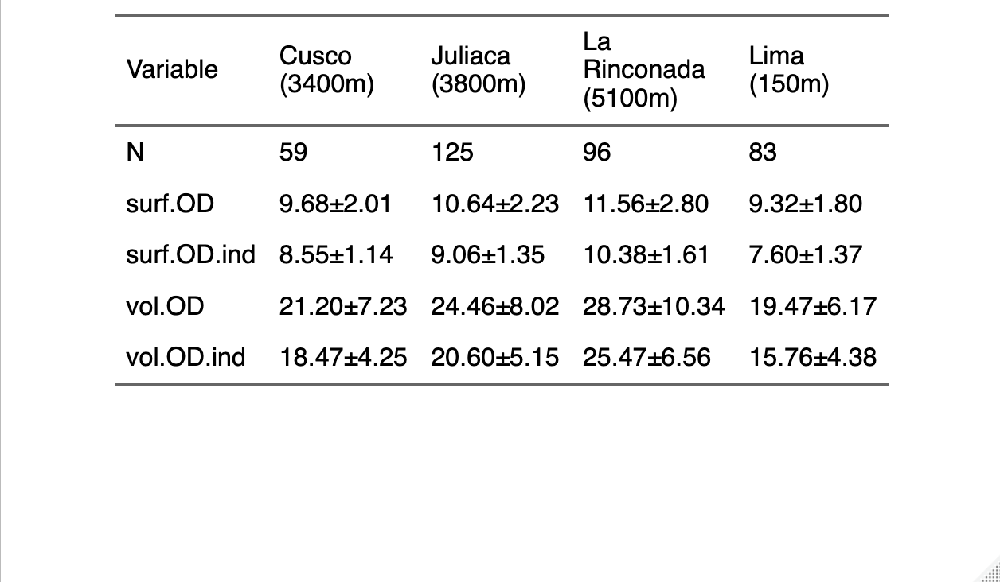 Variable Cusco (3400m) Juliaca (3800m) La Rinconada (5100m) Lima (150m)
N 59 125 96 83
surf.OD 9.68±2.01 10.64±2.23 11.56±2.80 9.32±1.80
surf.OD.ind 8.55±1.14 9.06±1.35 10.38±1.61 7.60±1.37
vol.OD 21.20±7.23 24.46±8.02 28.73±10.34 19.47±6.17
vol.OD.ind 18.47±4.25 20.60±5.15 25.47±6.56 15.76±4.38